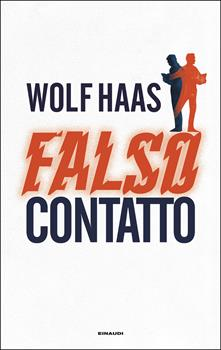 WOLF HAAS
FALSO
CONTATTO
EINAUDI